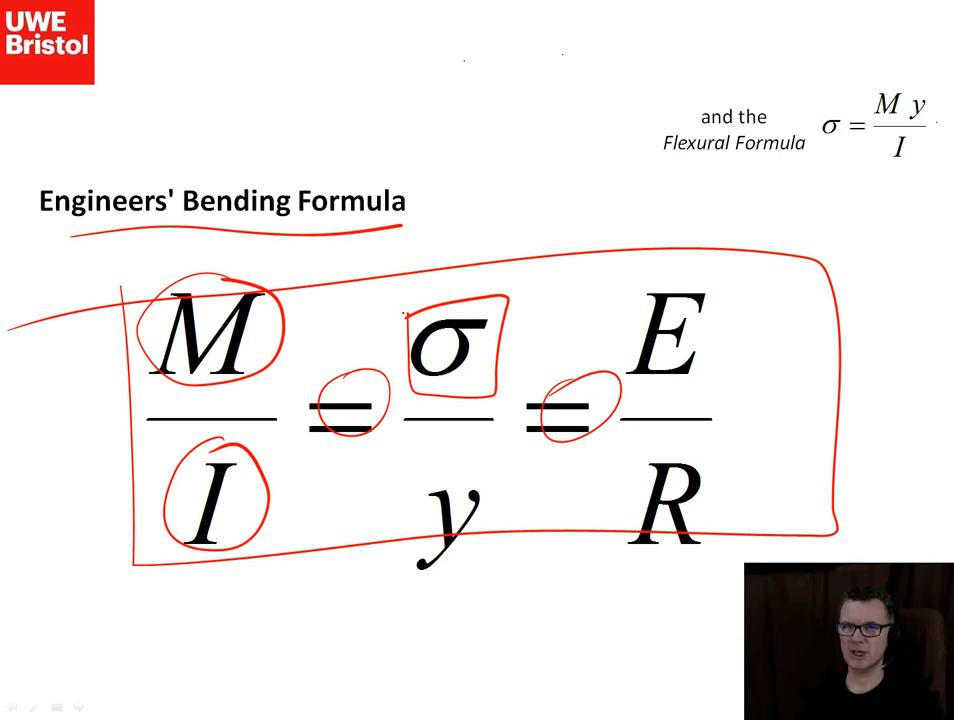 UWE
Bristol
and the
Flexural Formula
σ = M y / I
Engineers' Bending Formula
M / I = σ / y = E / R